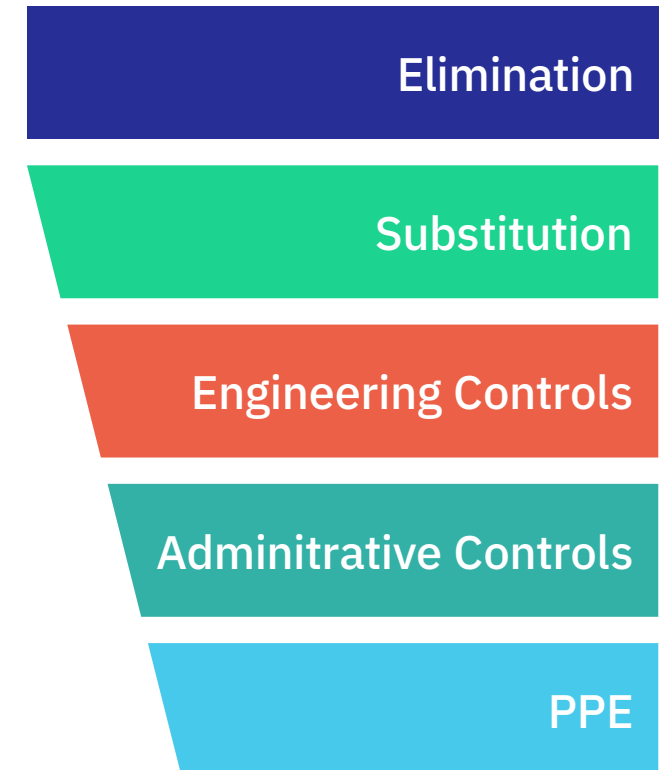 Elimination
Substitution
Engineering Controls
Adminitrative Controls
PPE